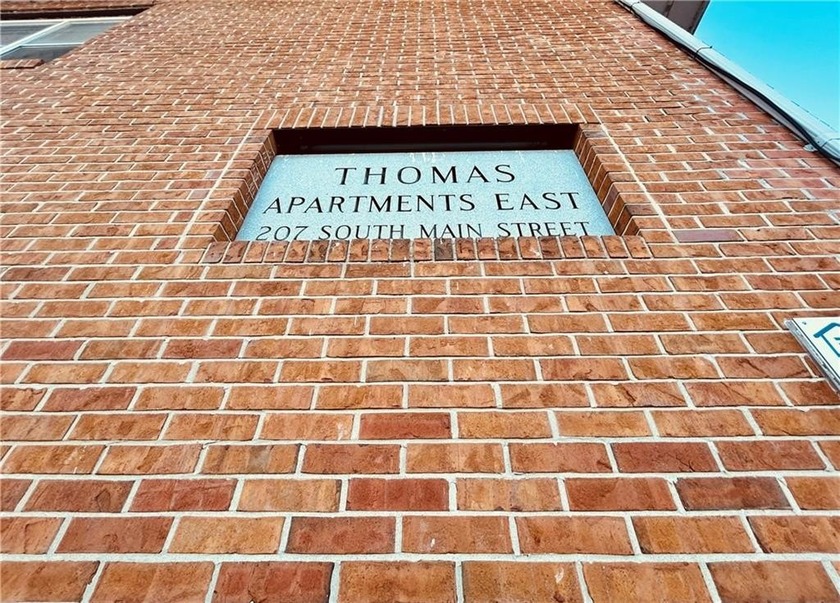 THOMAS
APARTMENTS EAST
207 SOUTH MAIN STREET